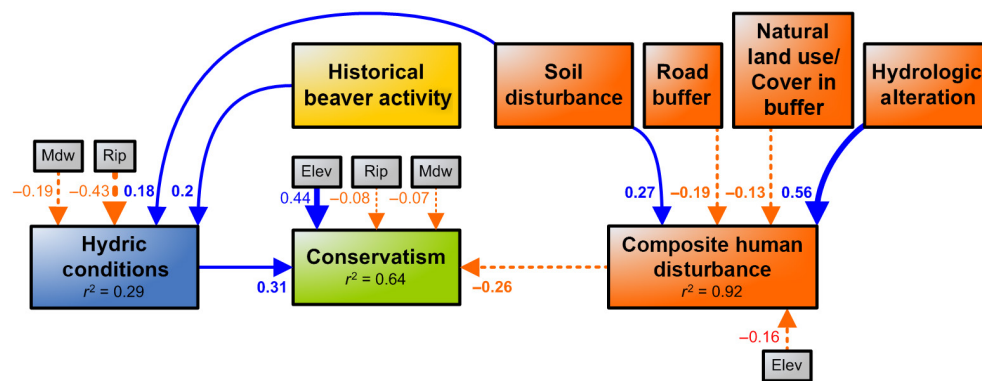 Historical
beaver activity
Soil
disturbance
Road
buffer
Natural
land use/
Cover in
buffer
Hydrologic
alteration
Mdw
Rip
Elev
Rip
Mdw
–0.19
–0.43
0.18
0.2
0.44
–0.08
–0.07
0.27
–0.19
–0.13
0.56
Hydric
conditions
r² = 0.29
0.31
Conservatism
r² = 0.64
–0.26
Composite human
disturbance
r² = 0.92
–0.16
Elev